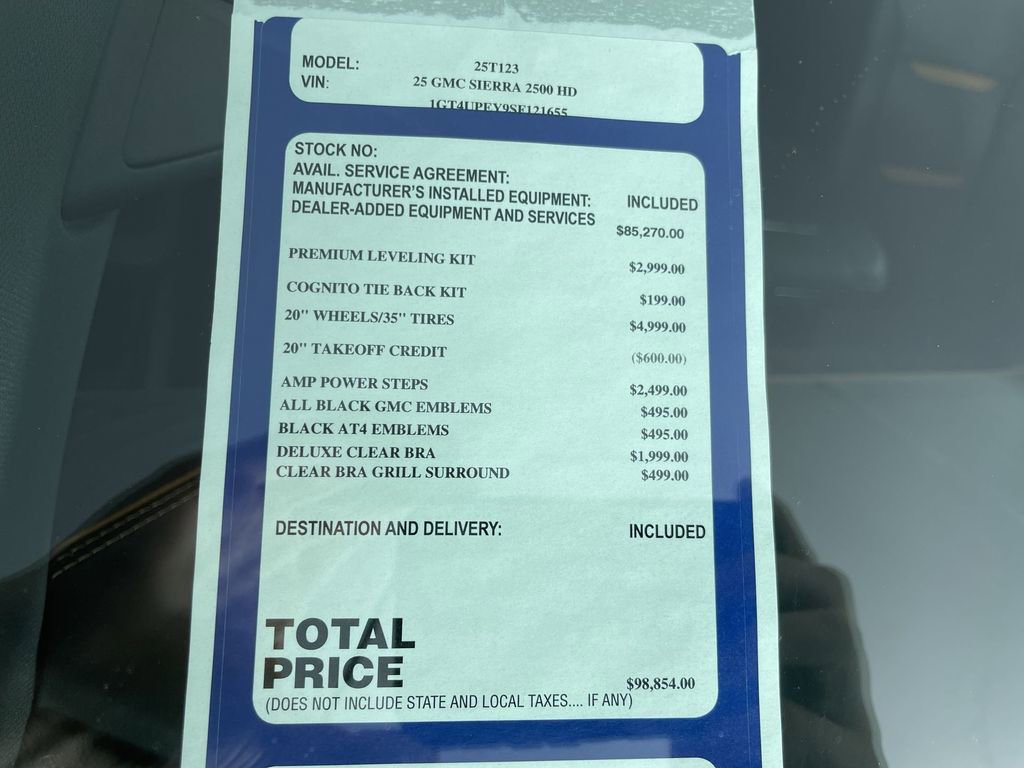 MODEL: 25T123
VIN: 25 GMC SIERRA 2500 HD
1GT4UPEY9SF121655
STOCK NO:
AVAIL. SERVICE AGREEMENT:
MANUFACTURER'S INSTALLED EQUIPMENT: INCLUDED
DEALER-ADDED EQUIPMENT AND SERVICES $85,270.00
PREMIUM LEVELING KIT $2,999.00
COGNITO TIE BACK KIT $199.00
20" WHEELS/35" TIRES $4,999.00
20" TAKEOFF CREDIT ($600.00)
AMP POWER STEPS $2,499.00
ALL BLACK GMC EMBLEMS $495.00
BLACK AT4 EMBLEMS $495.00
DELUXE CLEAR BRA $1,999.00
CLEAR BRA GRILL SURROUND $499.00
DESTINATION AND DELIVERY: INCLUDED
TOTAL
PRICE $98,854.00
(DOES NOT INCLUDE STATE AND LOCAL TAXES.... IF ANY)